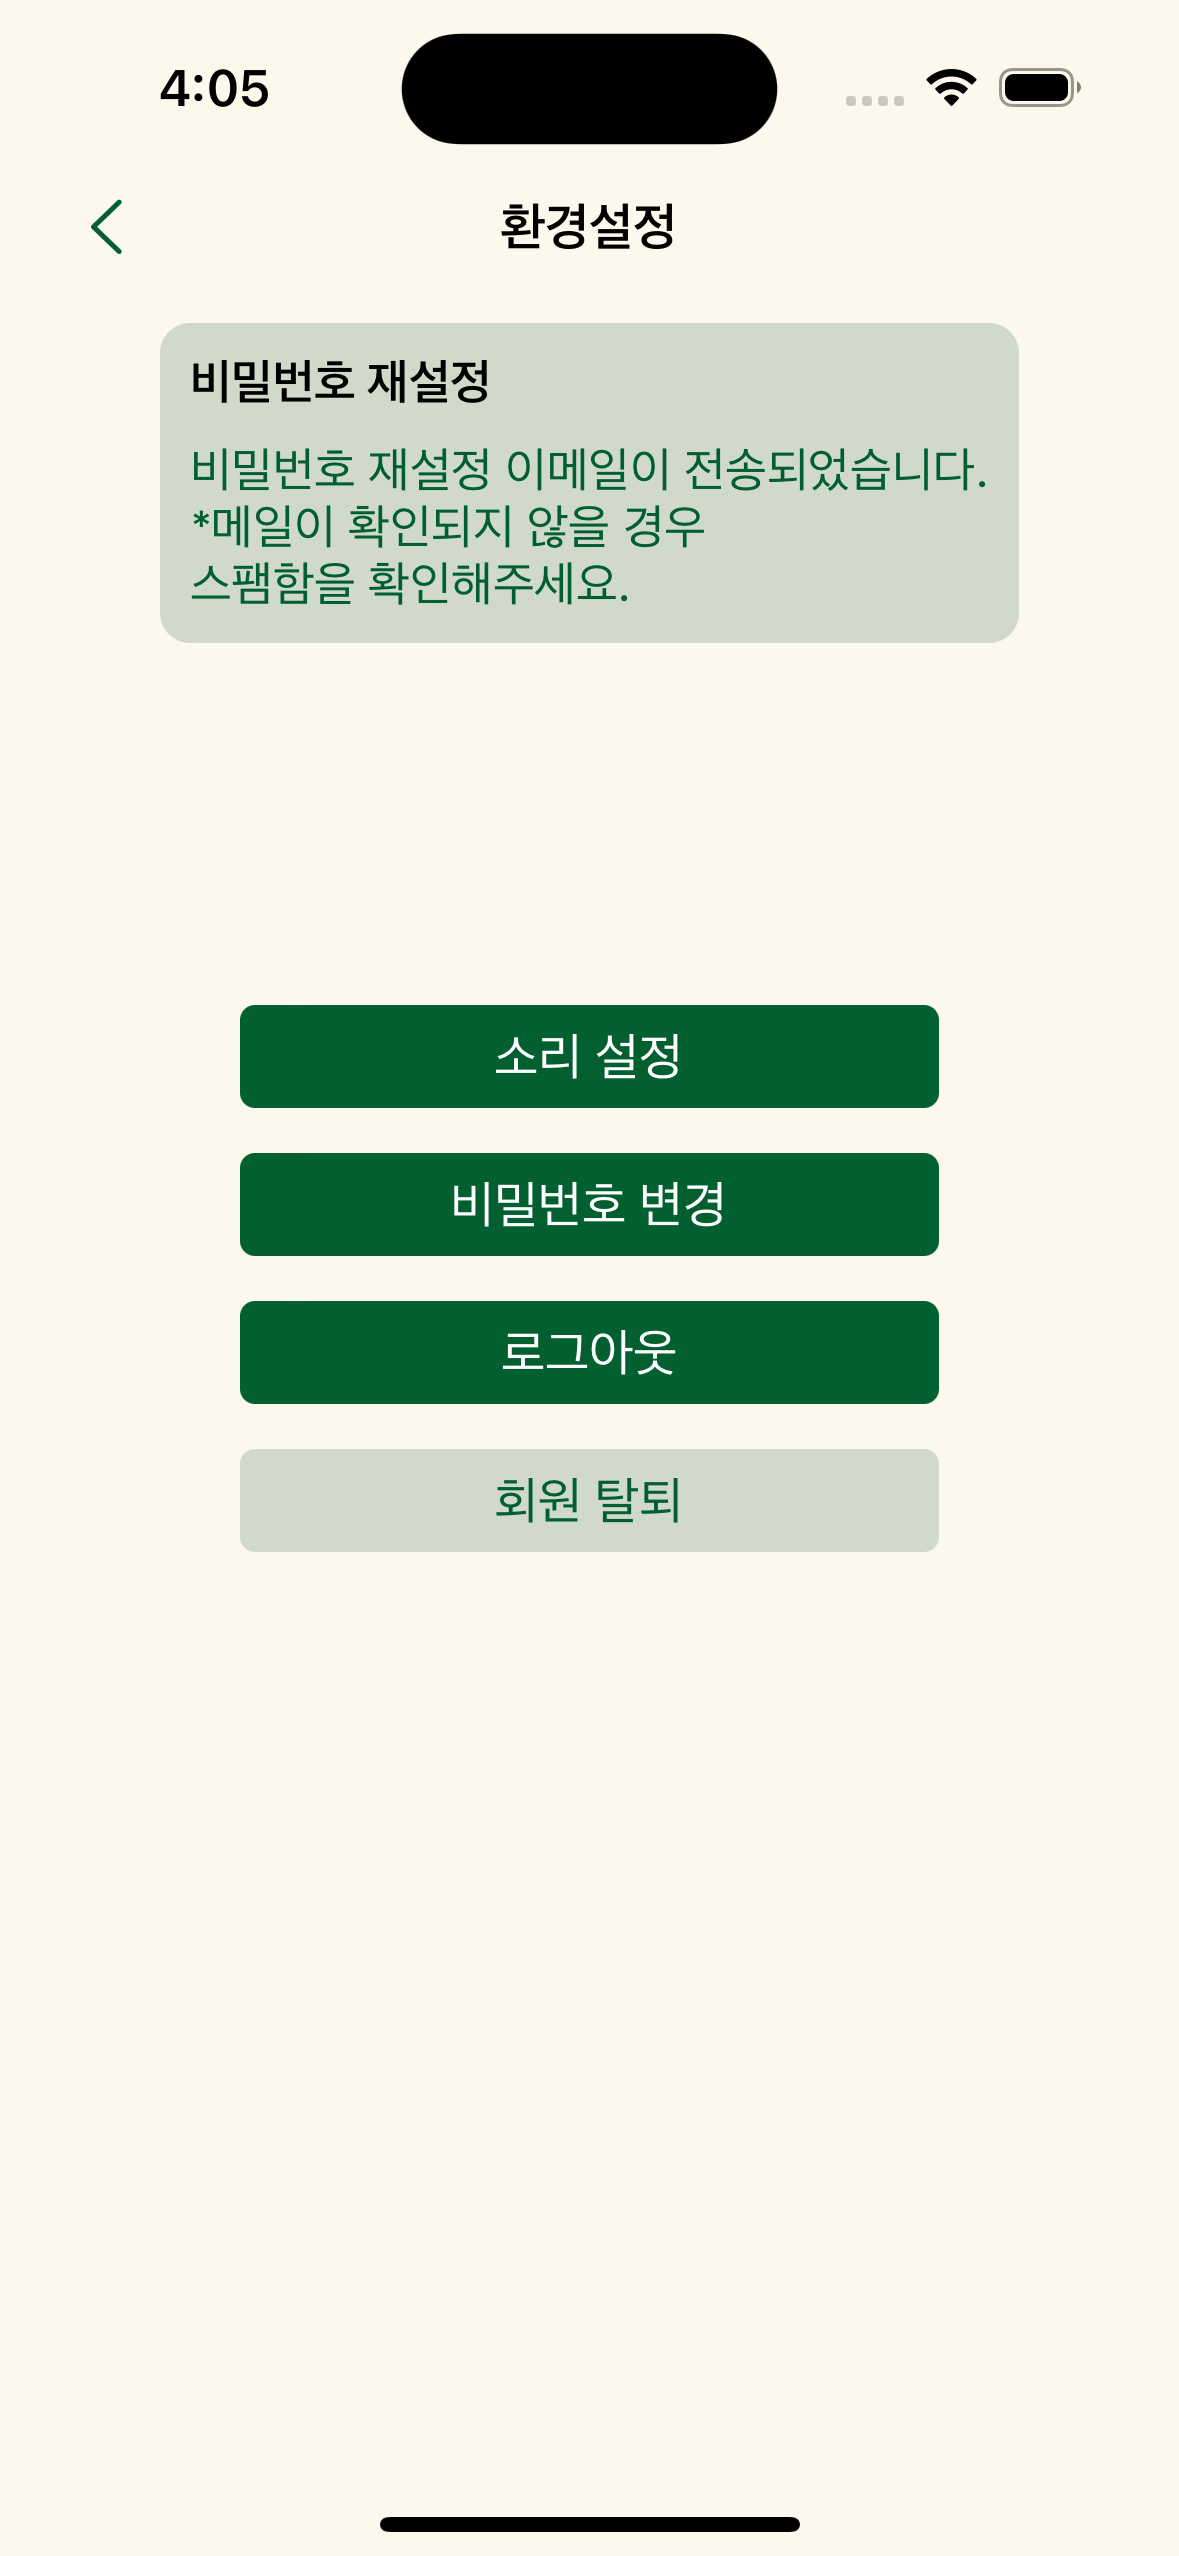 4:05
환경설정
비밀번호 재설정
비밀번호 재설정 이메일이 전송되었습니다.
*메일이 확인되지 않을 경우
스팸함을 확인해주세요.
소리 설정
비밀번호 변경
로그아웃
회원 탈퇴